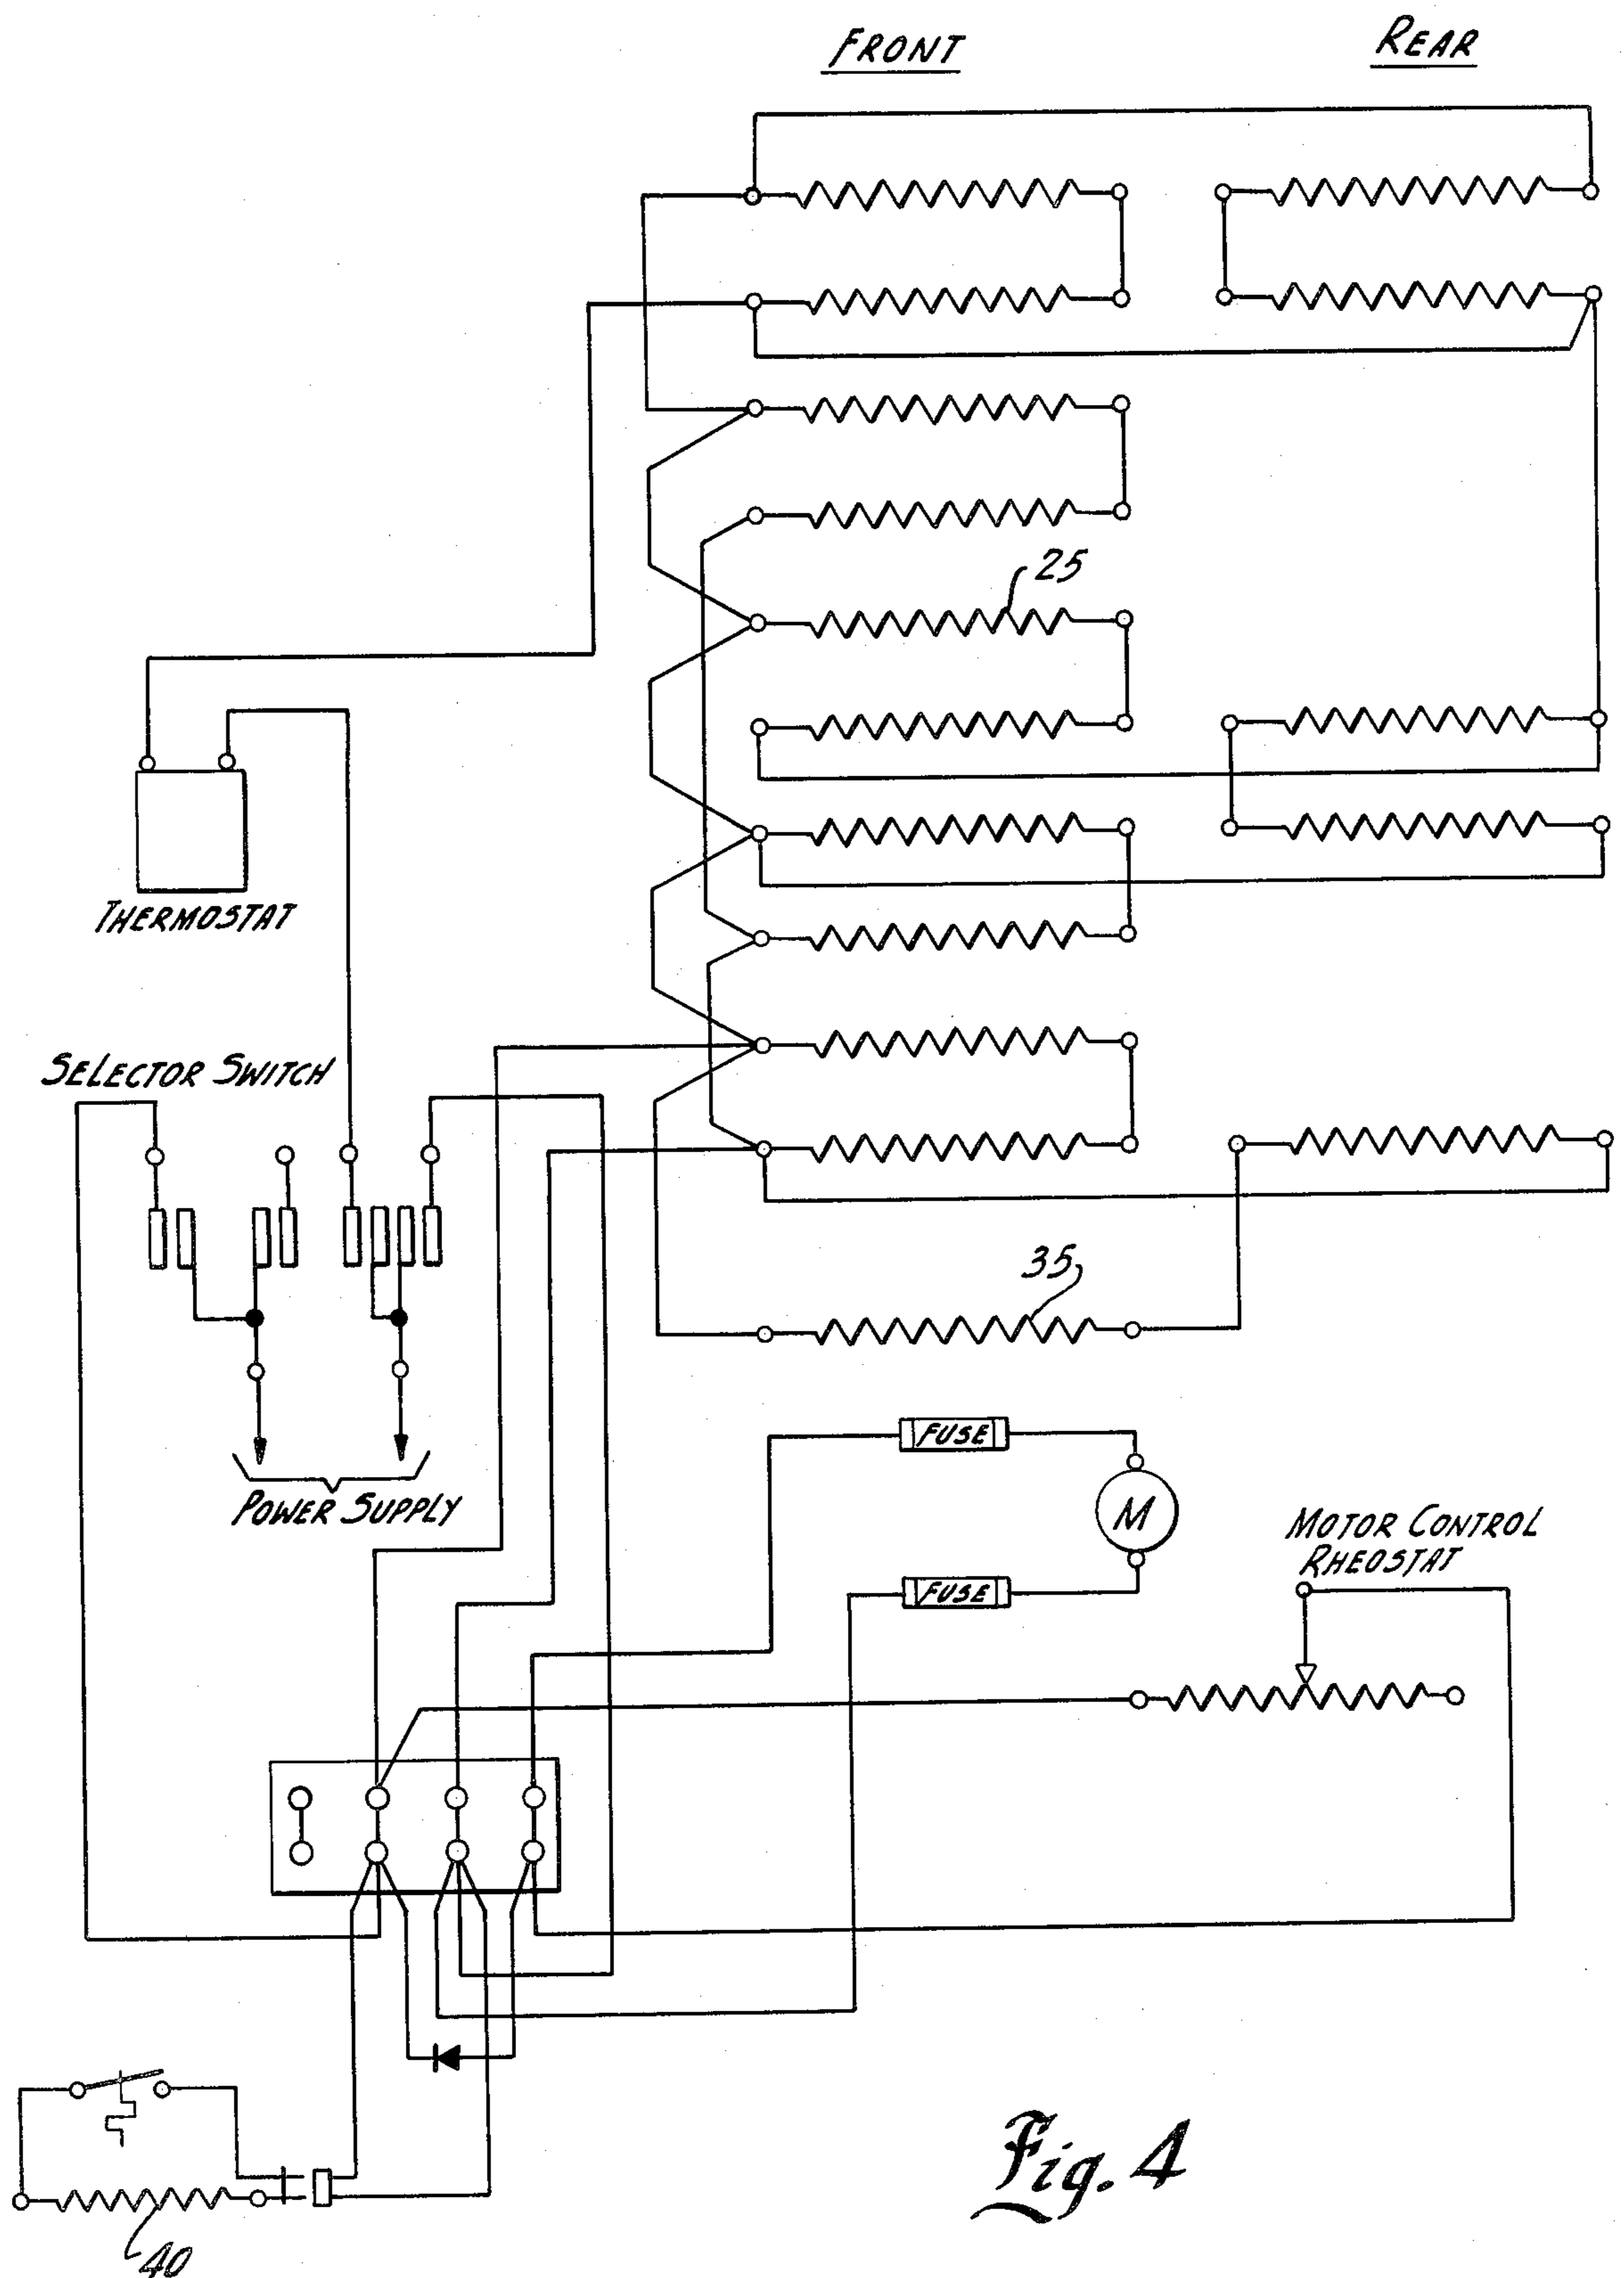 FRONT
REAR
25
THERMOSTAT
SELECTOR SWITCH
35
FUSE
M
POWER SUPPLY
MOTOR CONTROL
RHEOSTAT
FUSE
Fig. 4
40